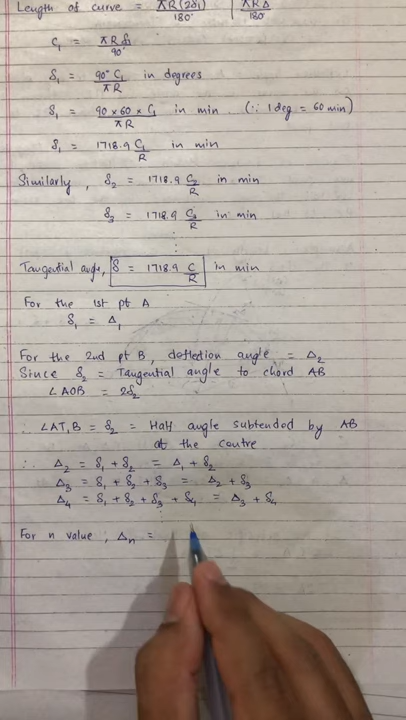 Length of curve = πR(2δ₁)/180° | πRΔ/180
C₁ = πRδ₁/90°
δ₁ = 90° C₁/πR in degrees
δ₁ = 90 × 60 × C₁/πR in min. (∵ 1 deg = 60 min)
δ₁ = 1718.9 C₁/R in min
Similarly, δ₂ = 1718.9 C₂/R in min
δ₃ = 1718.9 C₃/R in min
⋮
Tangential angle, δ = 1718.9 C/R in min
For the 1st pt A
δ₁ = Δ₁
For the 2nd pt B, deflection angle = Δ₂
Since δ₂ = Tangential angle to chord AB
∠AOB = 2δ₂
∴ ∠AT₁B = δ₂ = Half angle subtended by AB
at the centre
∴ Δ₂ = δ₁ + δ₂ = Δ₁ + δ₂
Δ₃ = δ₁ + δ₂ + δ₃ = Δ₂ + δ₃
Δ₄ = δ₁ + δ₂ + δ₃ + δ₄ = Δ₃ + δ₄
⋮
For n value, Δₙ =